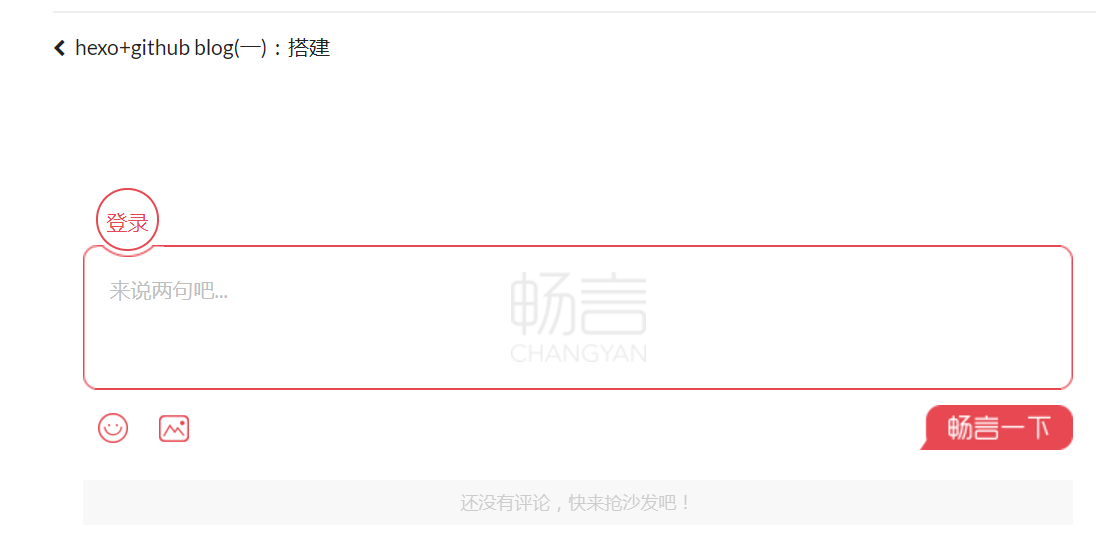 hexo+github blog(一)：搭建
登录
来说两句吧...
畅言
CHANGYAN
畅言一下
还没有评论，快来抢沙发吧！